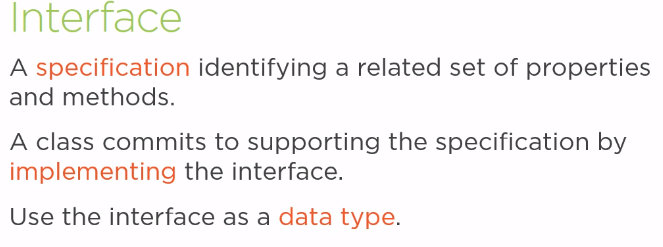 Interface
A specification identifying a related set of properties
and methods.
A class commits to supporting the specification by
implementing the interface.
Use the interface as a data type.